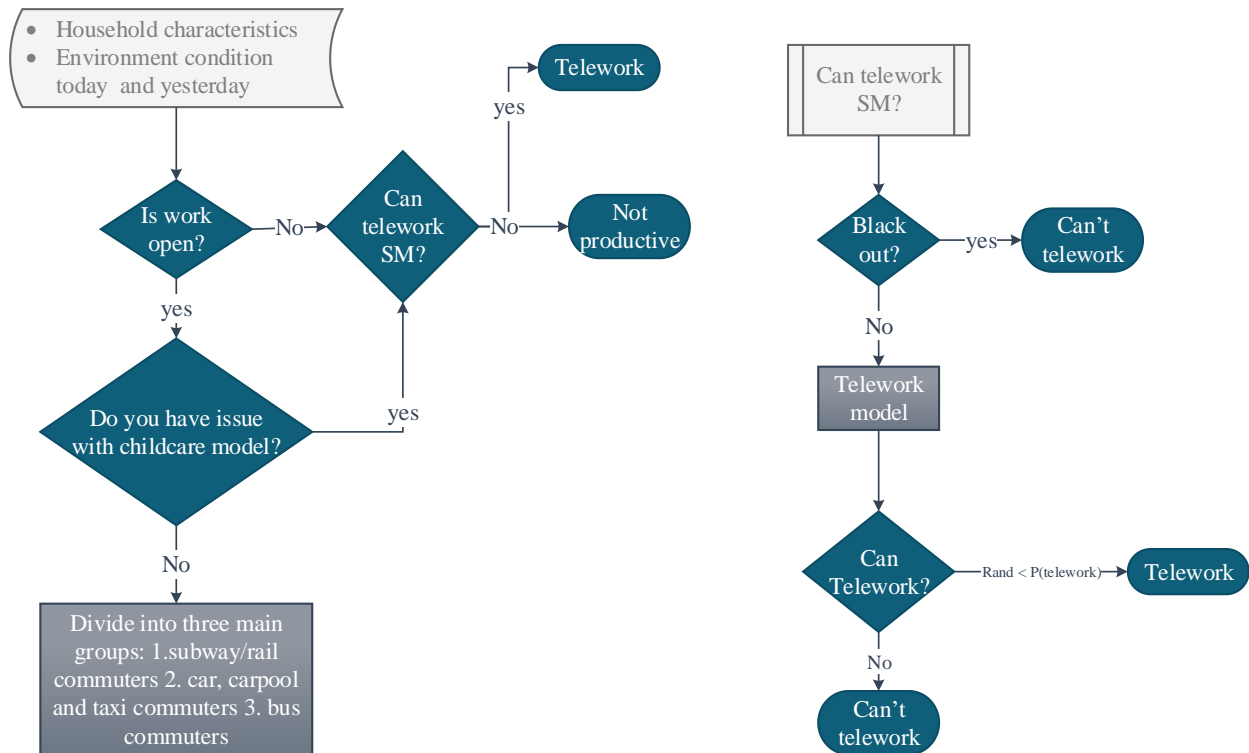 • Household characteristics
• Environment condition
today and yesterday
Is work
open?
No
Can
telework
SM?
yes
Telework
No
Not
productive
yes
Do you have issue
with childcare model?
yes
No
Divide into three main
groups: 1.subway/rail
commuters 2. car, carpool
and taxi commuters 3. bus
commuters
Can telework
SM?
Black
out?
yes
Can't
telework
No
Telework
model
Can
Telework?
Rand < P(telework)
Telework
No
Can't
telework